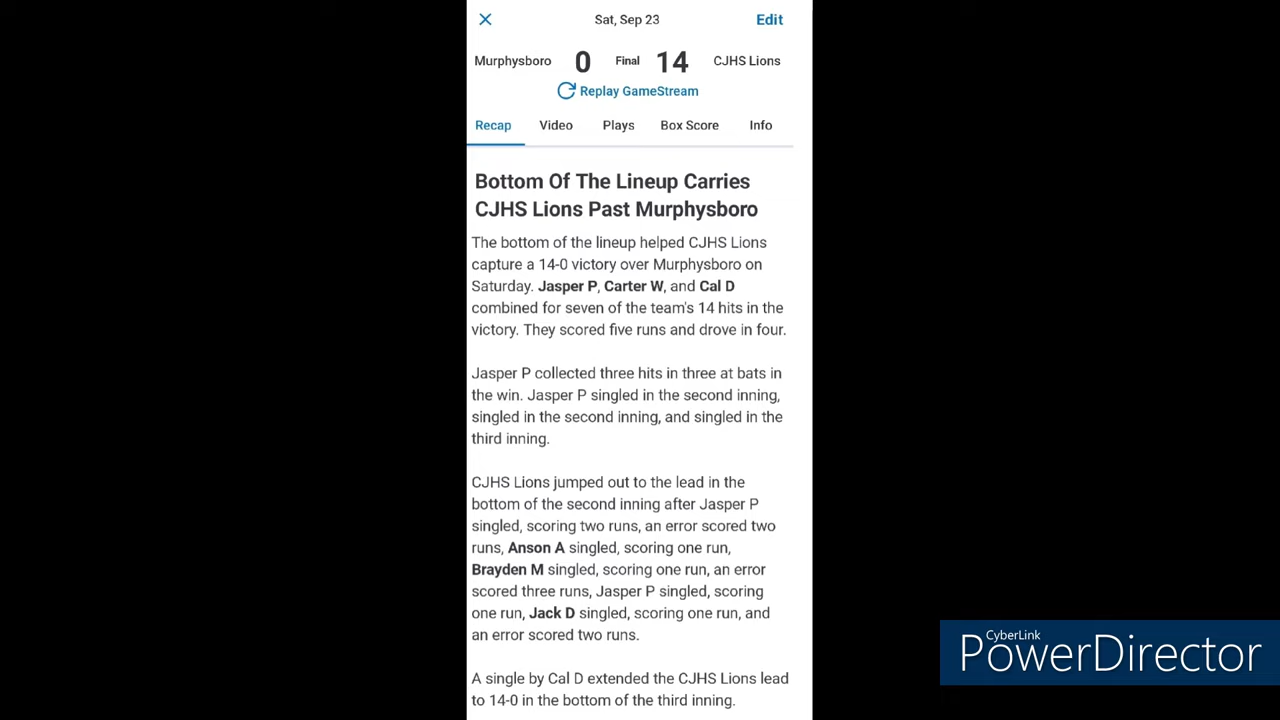 Sat, Sep 23
Edit
Murphysboro 0 Final 14 CJHS Lions
Replay GameStream
Recap Video Plays Box Score Info
Bottom Of The Lineup Carries
CJHS Lions Past Murphysboro
The bottom of the lineup helped CJHS Lions
capture a 14-0 victory over Murphysboro on
Saturday. Jasper P, Carter W, and Cal D
combined for seven of the team's 14 hits in the
victory. They scored five runs and drove in four.
Jasper P collected three hits in three at bats in
the win. Jasper P singled in the second inning,
singled in the second inning, and singled in the
third inning.
CJHS Lions jumped out to the lead in the
bottom of the second inning after Jasper P
singled, scoring two runs, an error scored two
runs, Anson A singled, scoring one run,
Brayden M singled, scoring one run, an error
scored three runs, Jasper P singled, scoring
one run, Jack D singled, scoring one run, and
an error scored two runs.
A single by Cal D extended the CJHS Lions lead
to 14-0 in the bottom of the third inning.
CyberLink
PowerDirector